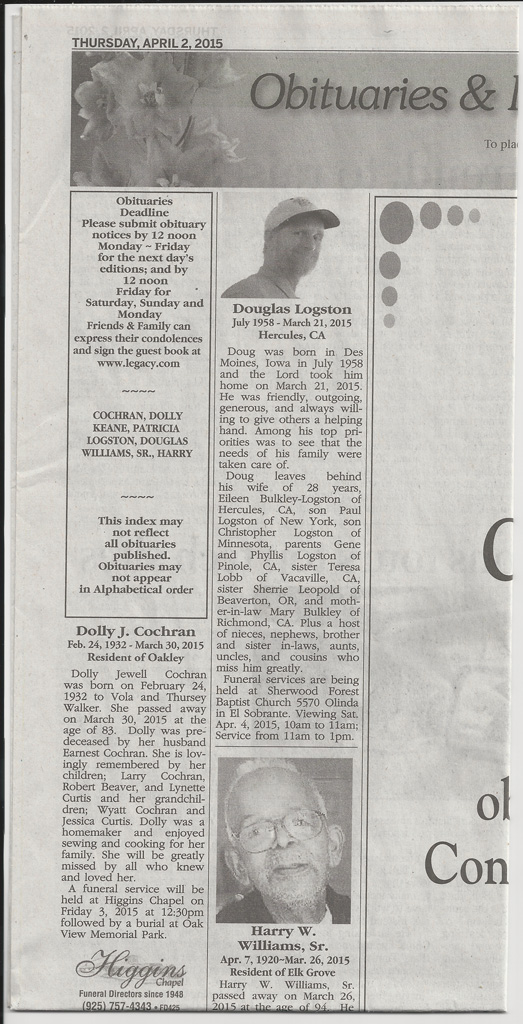 THURSDAY, APRIL 2, 2015
Obituaries &
To pla
Obituaries
Deadline
Please submit obituary
notices by 12 noon
Monday ~ Friday
for the next day's
editions; and by
12 noon
Friday for
Saturday, Sunday and
Monday
Friends & Family can
express their condolences
and sign the guest book at
www.legacy.com
~~~~
COCHRAN, DOLLY
KEANE, PATRICIA
LOGSTON, DOUGLAS
WILLIAMS, SR., HARRY
~~~~
This index may
not reflect
all obituaries
published.
Obituaries may
not appear
in Alphabetical order
Dolly J. Cochran
Feb. 24, 1932 - March 30, 2015
Resident of Oakley
Dolly Jewell Cochran
was born on February 24,
1932 to Vola and Thursey
Walker. She passed away
on March 30, 2015 at the
age of 83. Dolly was pre-
deceased by her husband
Earnest Cochran. She is lov-
ingly remembered by her
children; Larry Cochran,
Robert Beaver, and Lynette
Curtis and her grandchil-
dren; Wyatt Cochran and
Jessica Curtis. Dolly was a
homemaker and enjoyed
sewing and cooking for her
family. She will be greatly
missed by all who knew
and loved her.
A funeral service will be
held at Higgins Chapel on
Friday 3, 2015 at 12:30pm
followed by a burial at Oak
View Memorial Park.
Higgins
Chapel
Funeral Directors since 1948
(925) 757-4343 • FD425
Douglas Logston
July 1958 - March 21, 2015
Hercules, CA
Doug was born in Des
Moines, Iowa in July 1958
and the Lord took him
home on March 21, 2015.
He was friendly, outgoing,
generous, and always will-
ing to give others a helping
hand. Among his top pri-
orities was to see that the
needs of his family were
taken care of.
Doug leaves behind
his wife of 28 years,
Eileen Bulkley-Logston of
Hercules, CA, son Paul
Logston of New York, son
Christopher Logston of
Minnesota, parents Gene
and Phyllis Logston of
Pinole, CA, sister Teresa
Lobb of Vacaville, CA,
sister Sherrie Leopold of
Beaverton, OR, and moth-
er-in-law Mary Bulkley of
Richmond, CA. Plus a host
of nieces, nephews, brother
and sister in-laws, aunts,
uncles, and cousins who
miss him greatly.
Funeral services are being
held at Sherwood Forest
Baptist Church 5570 Olinda
in El Sobrante. Viewing Sat.
Apr. 4, 2015, 10am to 11am;
Service from 11am to 1pm.
Harry W.
Williams, Sr.
Apr. 7, 1920~Mar. 26, 2015
Resident of Elk Grove
Harry W. Williams, Sr.
passed away on March 26,
2015 at the age of 94. He
ol
Con